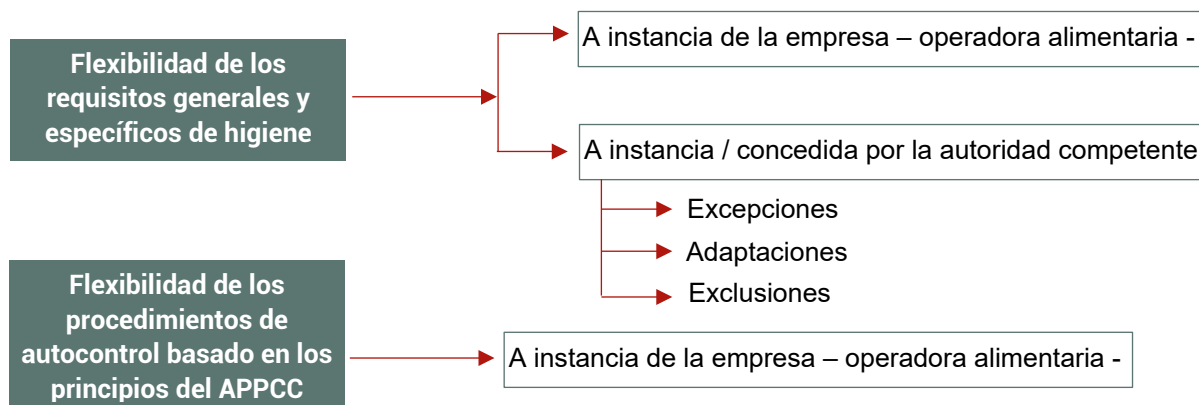 Flexibilidad de los
requisitos generales y
específicos de higiene
A instancia de la empresa – operadora alimentaria -
A instancia / concedida por la autoridad competente
Excepciones
Adaptaciones
Exclusiones
Flexibilidad de los
procedimientos de
autocontrol basado en los
principios del APPCC
A instancia de la empresa – operadora alimentaria -